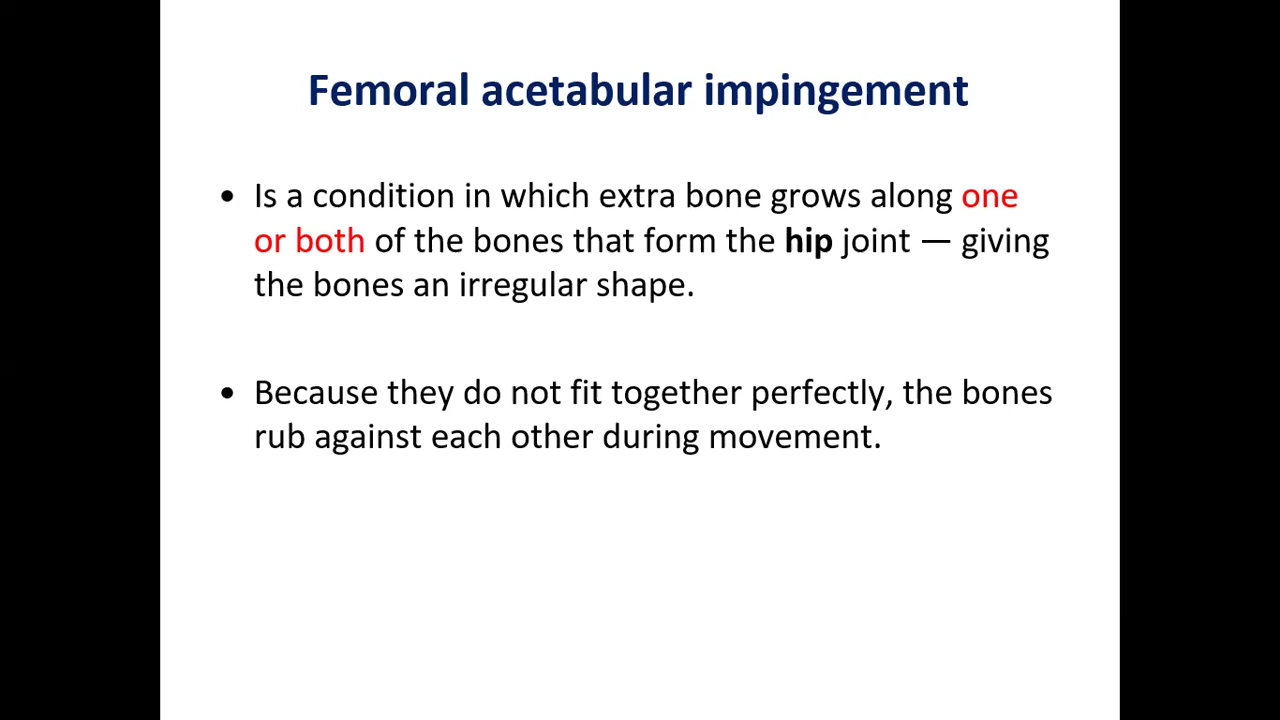 Femoral acetabular impingement
• Is a condition in which extra bone grows along one
or both of the bones that form the hip joint — giving
the bones an irregular shape.
• Because they do not fit together perfectly, the bones
rub against each other during movement.